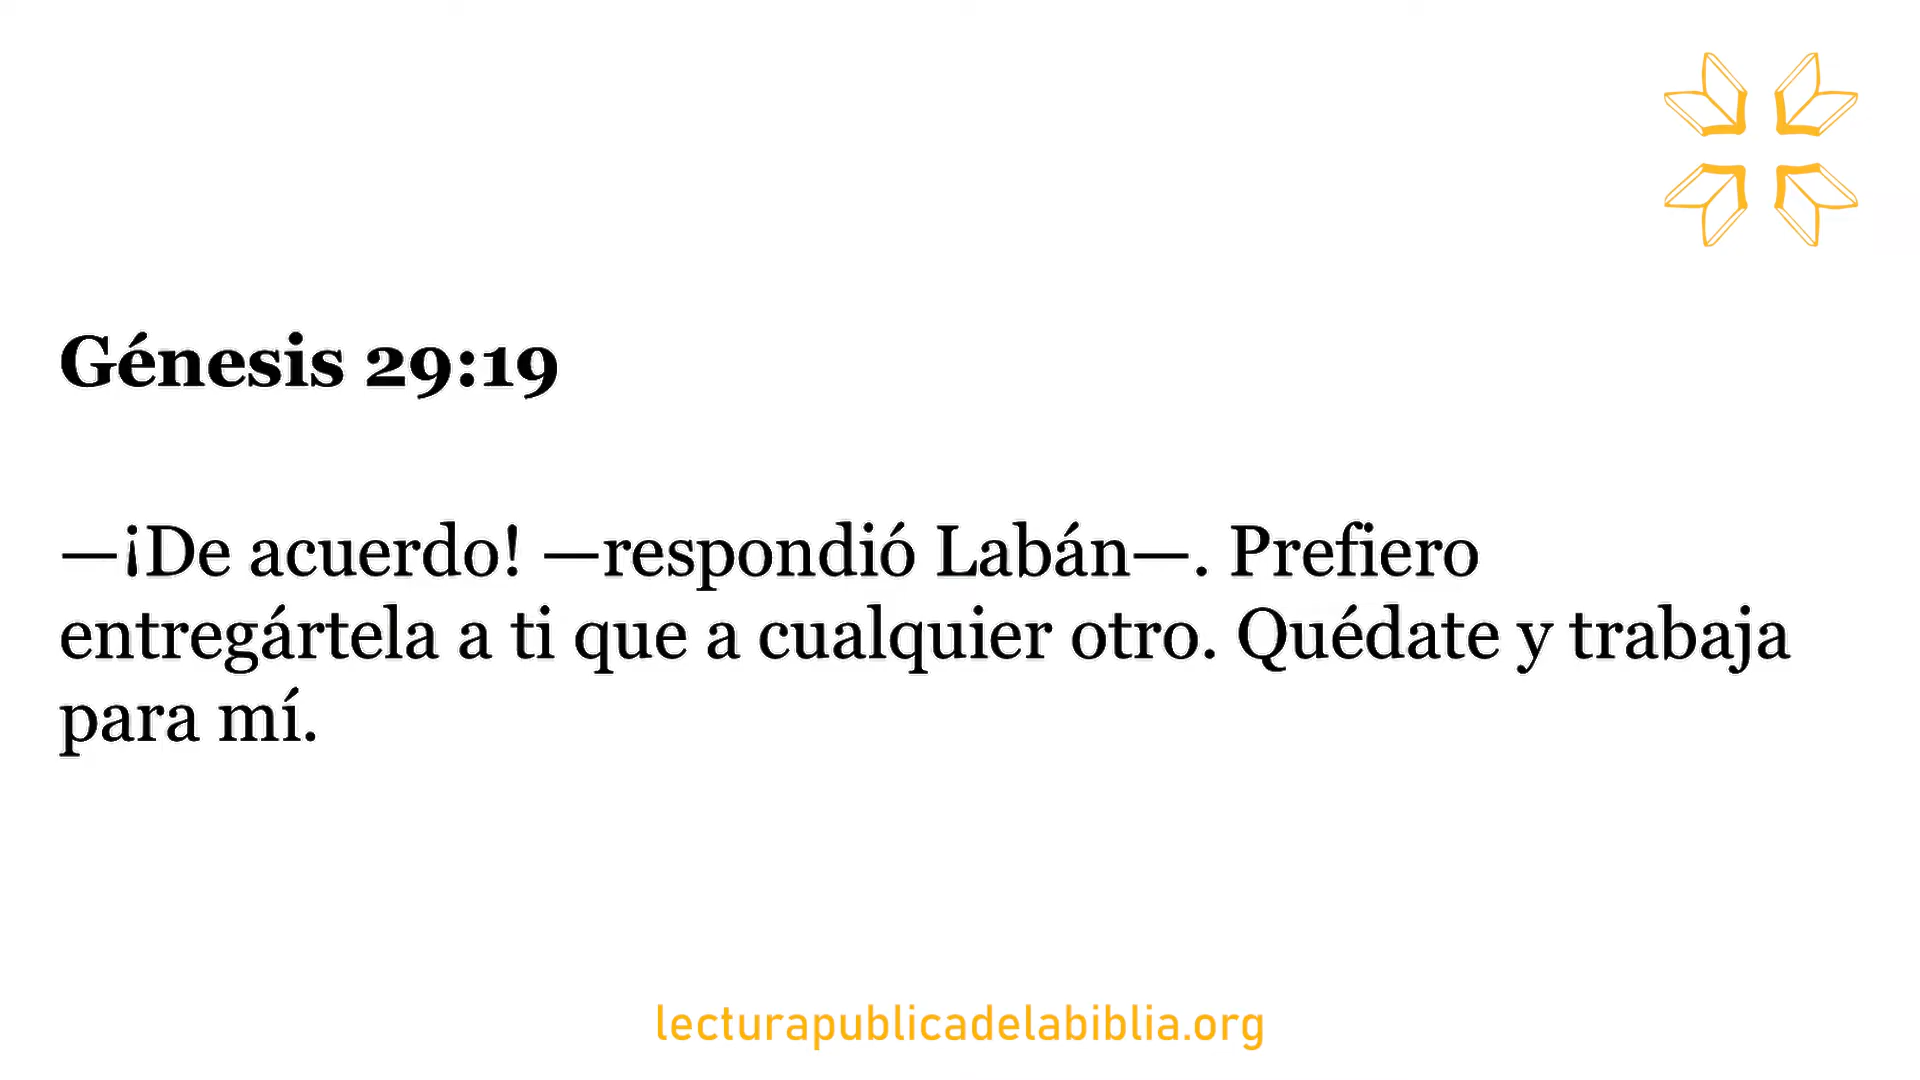 Génesis 29:19
—¡De acuerdo! —respondió Labán—. Prefiero
entregártela a ti que a cualquier otro. Quédate y trabaja
para mí.
lecturapublicadelabiblia.org